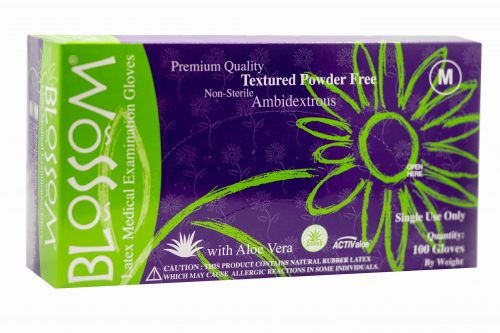 BLOSSOM®
Latex Medical Examination Gloves
BLOSSOM
Premium Quality
Textured Powder Free
Non-Sterile
Ambidextrous
M
OPEN
HERE
Single Use Only
Quantity:
100 Gloves
By Weight
with Aloe Vera
ACTIValoe
CAUTION : THIS PRODUCT CONTAINS NATURAL RUBBER LATEX
WHICH MAY CAUSE ALLERGIC REACTIONS IN SOME INDIVIDUALS.